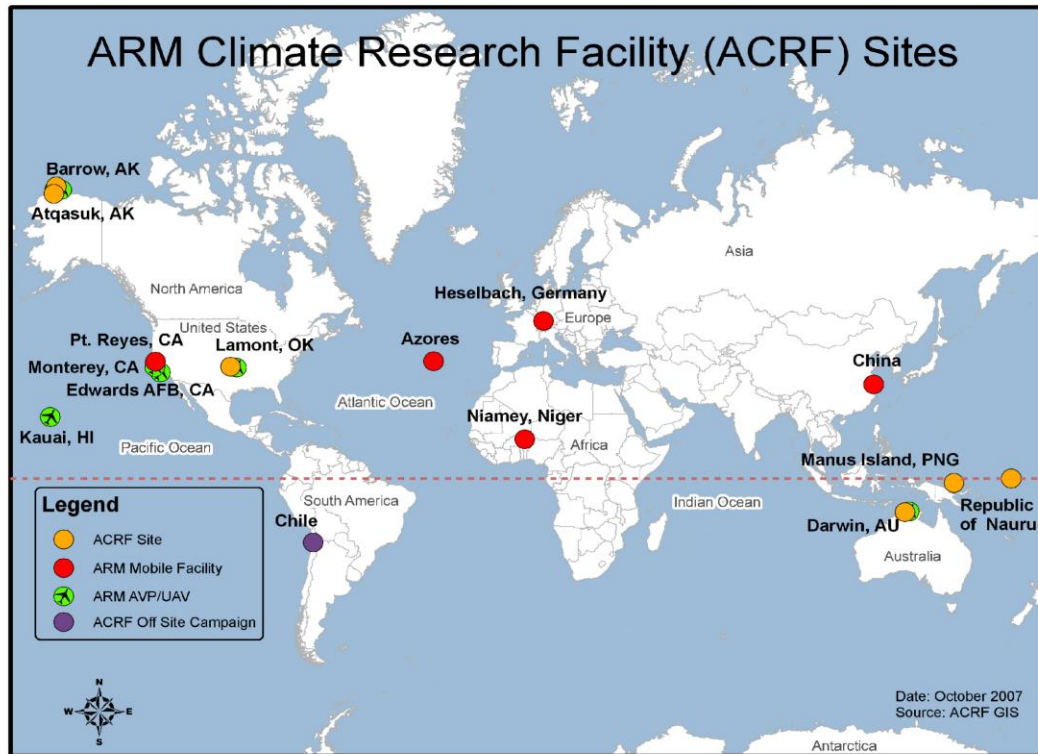 ARM Climate Research Facility (ACRF) Sites
Barrow, AK
Atqasuk, AK
North America
United States
Pt. Reyes, CA
Lamont, OK
Monterey, CA
Edwards AFB, CA
Kauai, HI
Pacific Ocean
Atlantic Ocean
Azores
Heselbach, Germany
Europe
Asia
China
Niamey, Niger
Africa
Manus Island, PNG
Republic
of Nauru
Indian Ocean
Darwin, AU
Australia
South America
Chile
Legend
ACRF Site
ARM Mobile Facility
ARM AVP/UAV
ACRF Off Site Campaign
N
W
E
S
Date: October 2007
Source: ACRF GIS
Antarctica